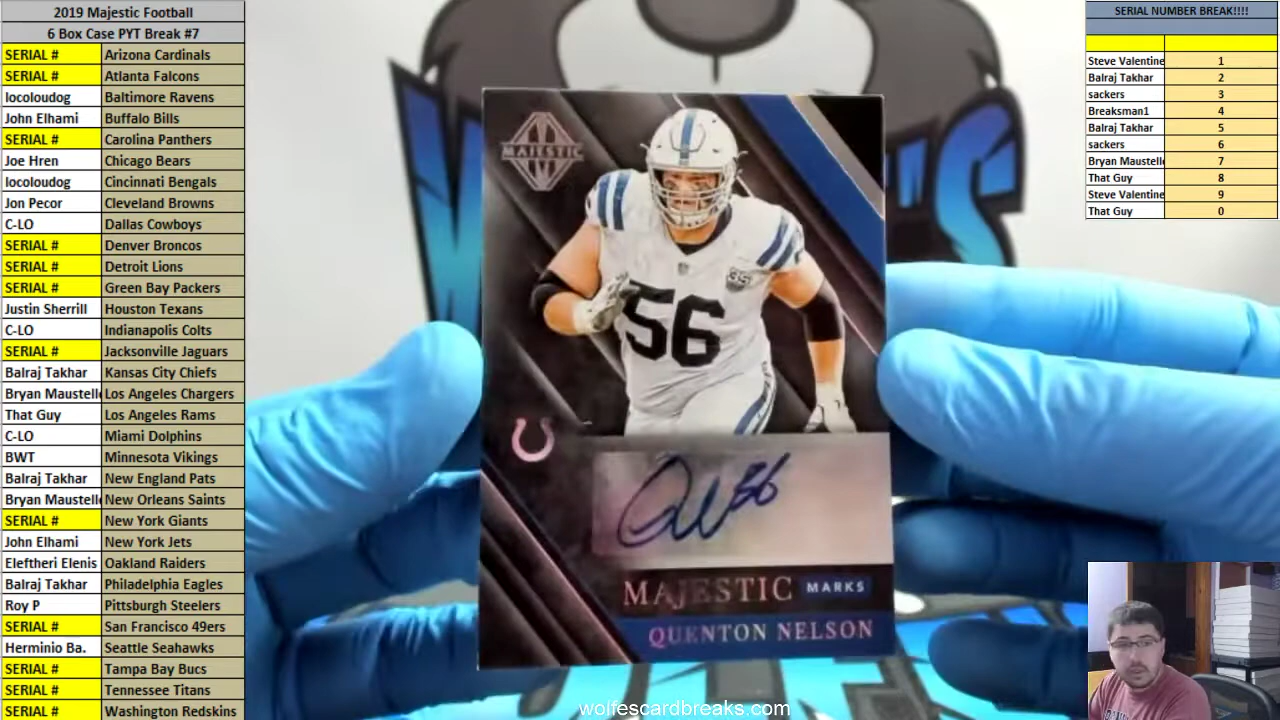 2019 Majestic Football
6 Box Case PYT Break #7
SERIAL # Arizona Cardinals
SERIAL # Atlanta Falcons
locoloudog Baltimore Ravens
John Elhami Buffalo Bills
SERIAL # Carolina Panthers
Joe Hren Chicago Bears
locoloudog Cincinnati Bengals
Jon Pecor Cleveland Browns
C-LO Dallas Cowboys
SERIAL # Denver Broncos
SERIAL # Detroit Lions
SERIAL # Green Bay Packers
Justin Sherrill Houston Texans
C-LO Indianapolis Colts
SERIAL # Jacksonville Jaguars
Balraj Takhar Kansas City Chiefs
Bryan Maustelle Los Angeles Chargers
That Guy Los Angeles Rams
C-LO Miami Dolphins
BWT Minnesota Vikings
Balraj Takhar New England Pats
Bryan Maustelle New Orleans Saints
SERIAL # New York Giants
John Elhami New York Jets
Eleftheri Elenis Oakland Raiders
Balraj Takhar Philadelphia Eagles
Roy P Pittsburgh Steelers
SERIAL # San Francisco 49ers
Herminio Ba. Seattle Seahawks
SERIAL # Tampa Bay Bucs
SERIAL # Tennessee Titans
SERIAL # Washington Redskins
MAJESTIC
35
56
56
MAJESTIC MARKS
QUENTON NELSON
'S
wolfescardbreaks.com
SERIAL NUMBER BREAK!!!!
Steve Valentine 1
Balraj Takhar 2
sackers 3
Breaksman1 4
Balraj Takhar 5
sackers 6
Bryan Maustelle 7
That Guy 8
Steve Valentine 9
That Guy 0